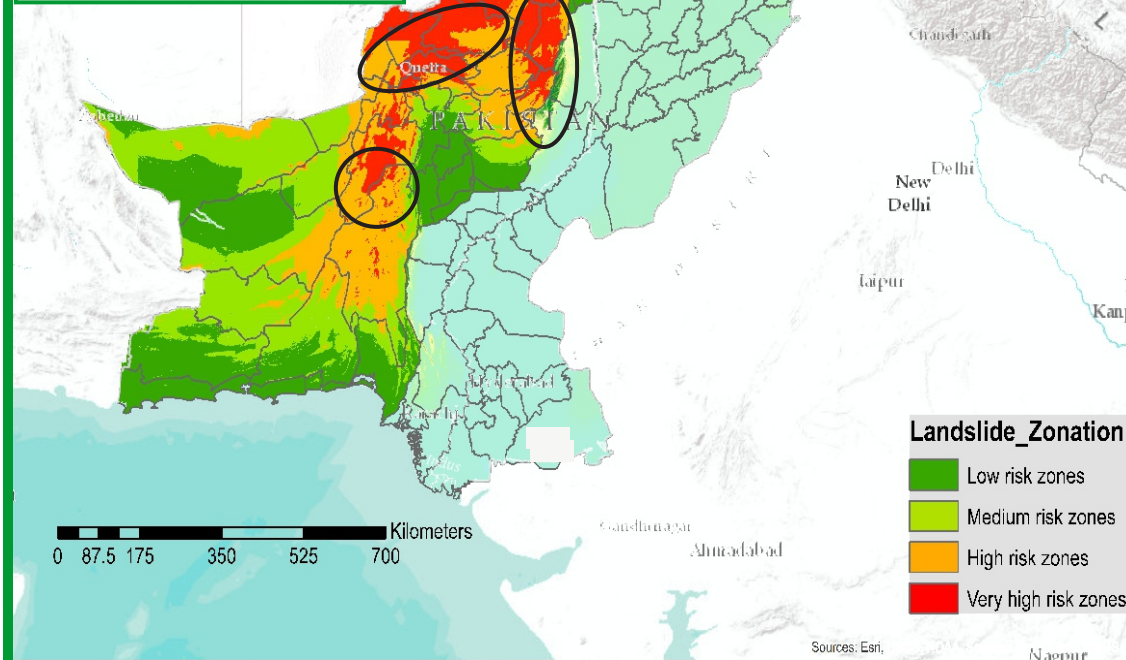 Chandigarh
Quetta
PAKISTAN
Delhi
New
Delhi
Jaipur
Karachi
Landslide_Zonation
Low risk zones
Medium risk zones
High risk zones
Very high risk zones
Kilometers
0 87.5 175 350 525 700
Gandhinagar
Ahmadabad
Sources: Esri,
Nagpur